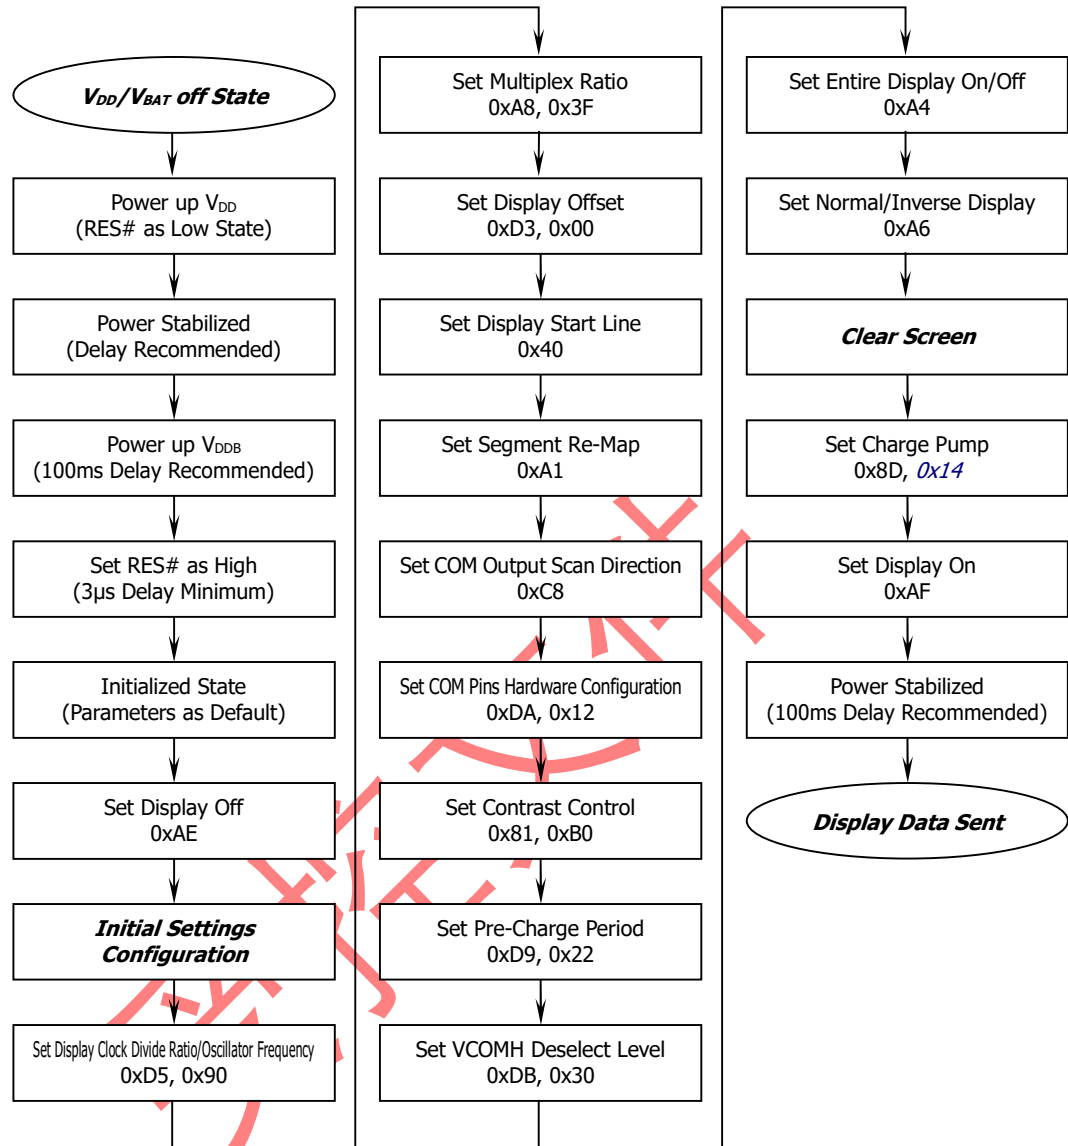 V_DD/V_BAT off State
Power up V_DD
(RES# as Low State)
Power Stabilized
(Delay Recommended)
Power up V_DDB
(100ms Delay Recommended)
Set RES# as High
(3μs Delay Minimum)
Initialized State
(Parameters as Default)
Set Display Off
0xAE
Initial Settings
Configuration
Set Display Clock Divide Ratio/Oscillator Frequency
0xD5, 0x90
Set Multiplex Ratio
0xA8, 0x3F
Set Display Offset
0xD3, 0x00
Set Display Start Line
0x40
Set Segment Re-Map
0xA1
Set COM Output Scan Direction
0xC8
Set COM Pins Hardware Configuration
0xDA, 0x12
Set Contrast Control
0x81, 0xB0
Set Pre-Charge Period
0xD9, 0x22
Set VCOMH Deselect Level
0xDB, 0x30
Set Entire Display On/Off
0xA4
Set Normal/Inverse Display
0xA6
Clear Screen
Set Charge Pump
0x8D, 0x14
Set Display On
0xAF
Power Stabilized
(100ms Delay Recommended)
Display Data Sent